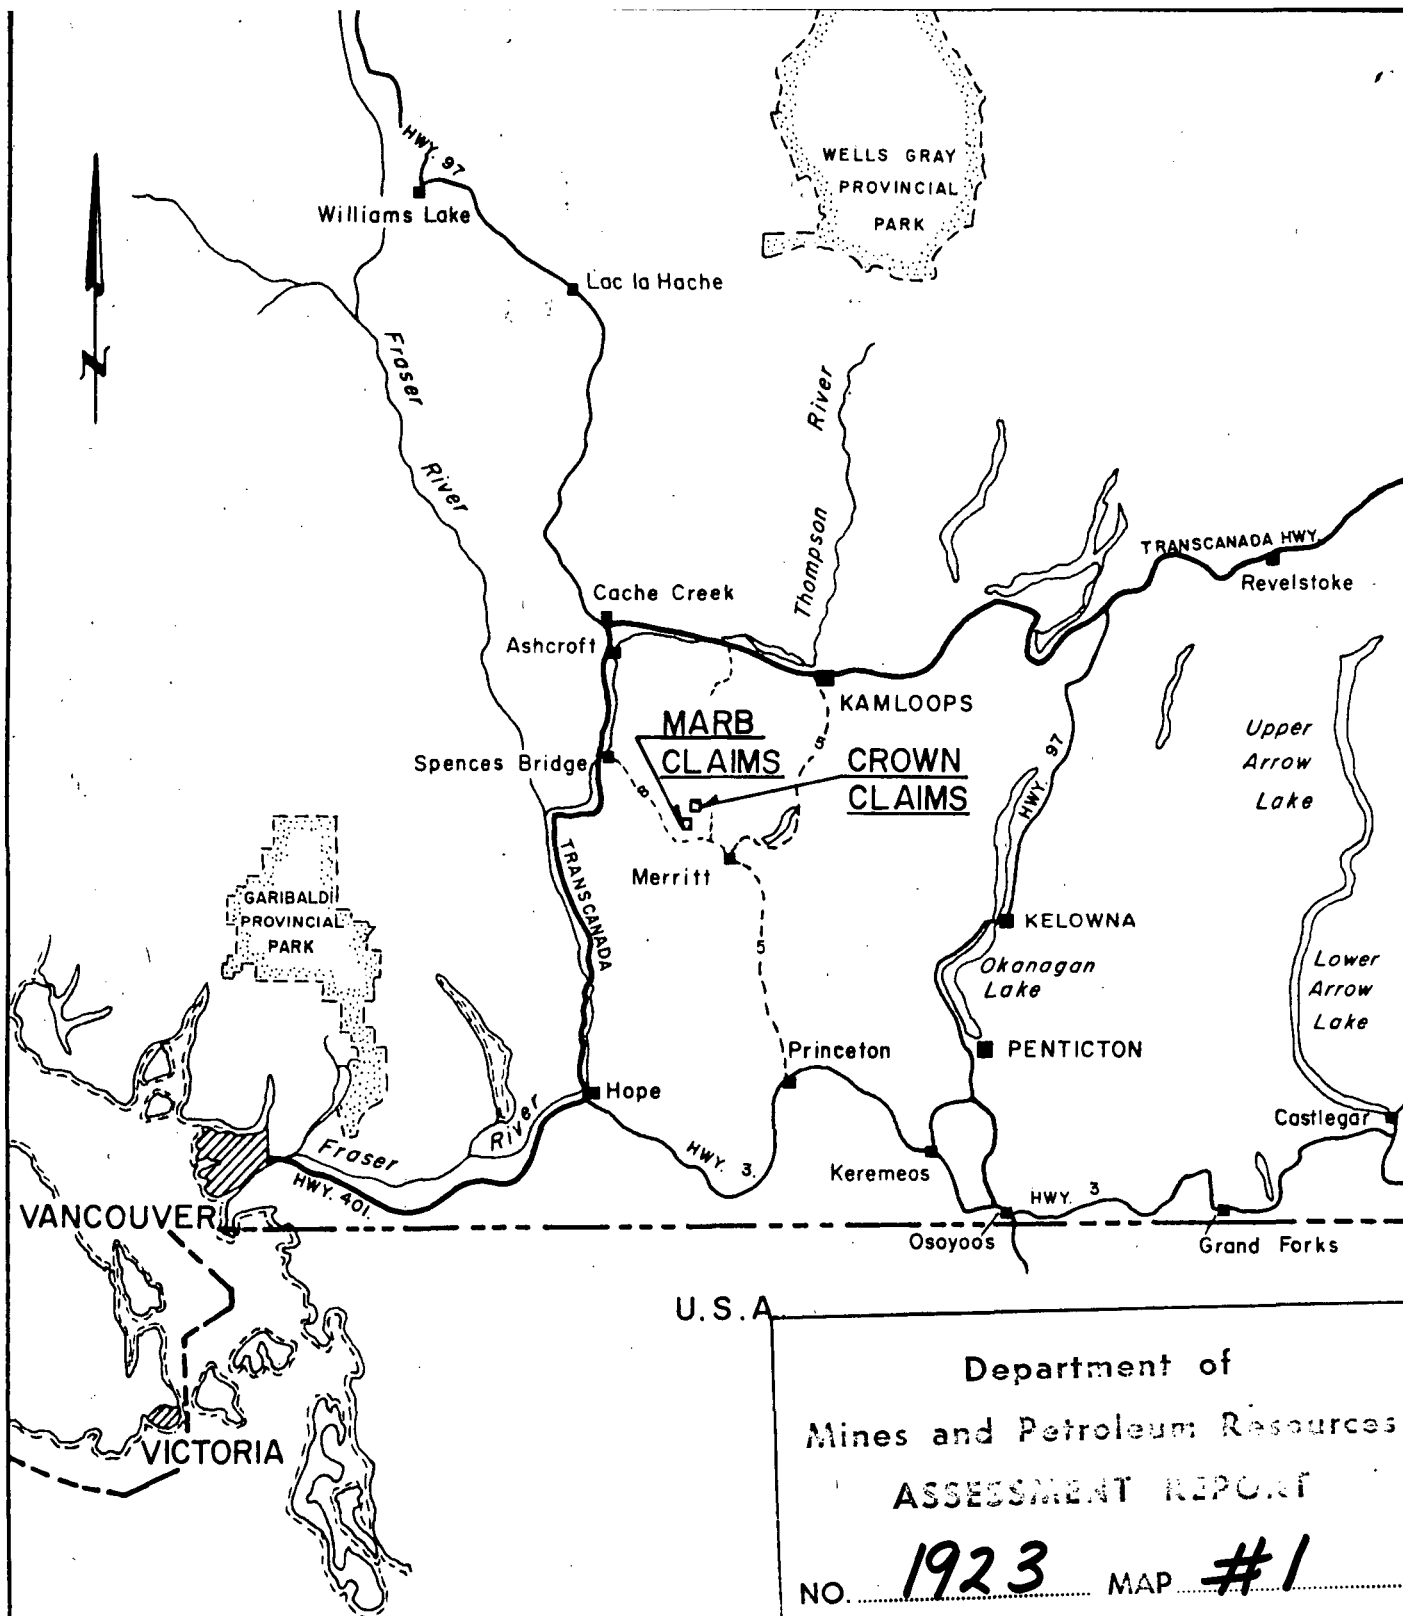 WELLS GRAY
PROVINCIAL
PARK
HWY. 97
Williams Lake
Lac la Hache
N
Fraser
River
Thompson
River
TRANSCANADA HWY.
Revelstoke
Cache Creek
Ashcroft
KAMLOOPS
5
MARB
CLAIMS
CROWN
CLAIMS
Spences Bridge
8
HWY. 97
Upper
Arrow
Lake
Merritt
TRANSCANADA
GARIBALDI
PROVINCIAL
PARK
5
KELOWNA
Okanagan
Lake
Lower
Arrow
Lake
Princeton
PENTICTON
Hope
Castlegar
Fraser
River
HWY. 401.
HWY. 3.
Keremeos
HWY. 3
VANCOUVER
Osoyoos
Grand Forks
U.S.A
VICTORIA
Department of
Mines and Petroleum Resources
ASSESSMENT REPORT
NO. 1923 MAP #1